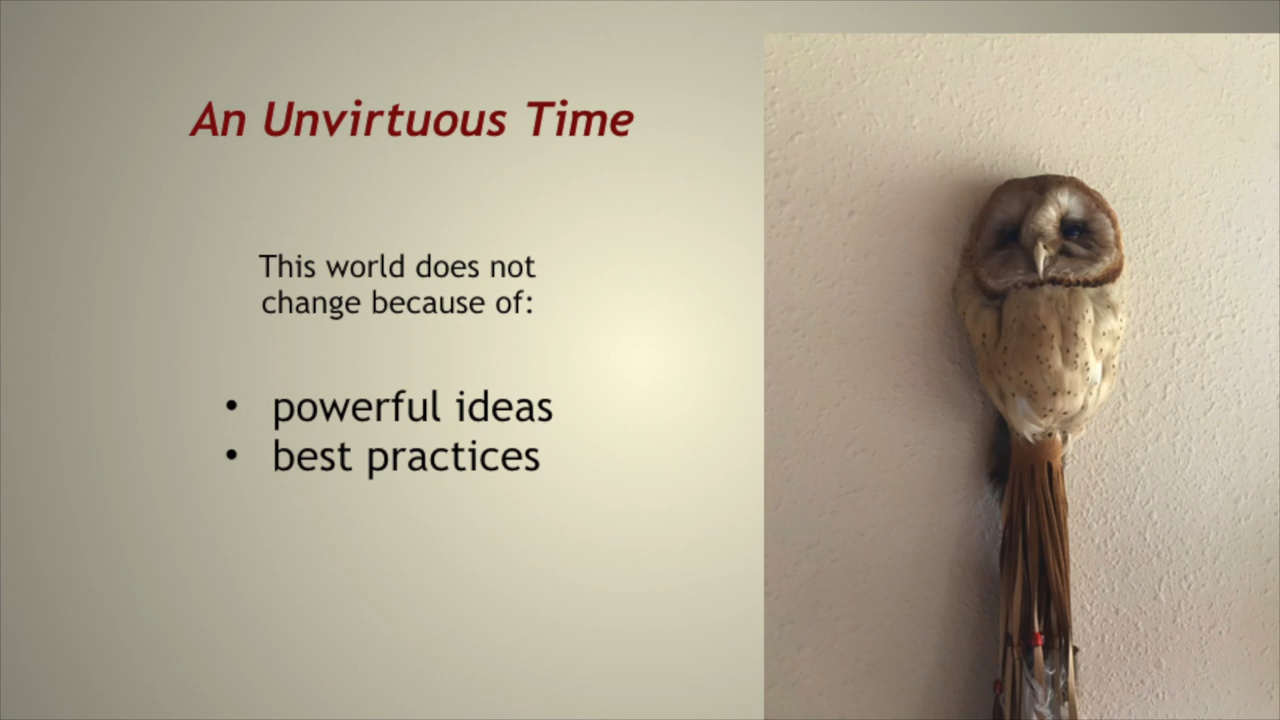 An Unvirtuous Time
This world does not
change because of:
• powerful ideas
• best practices